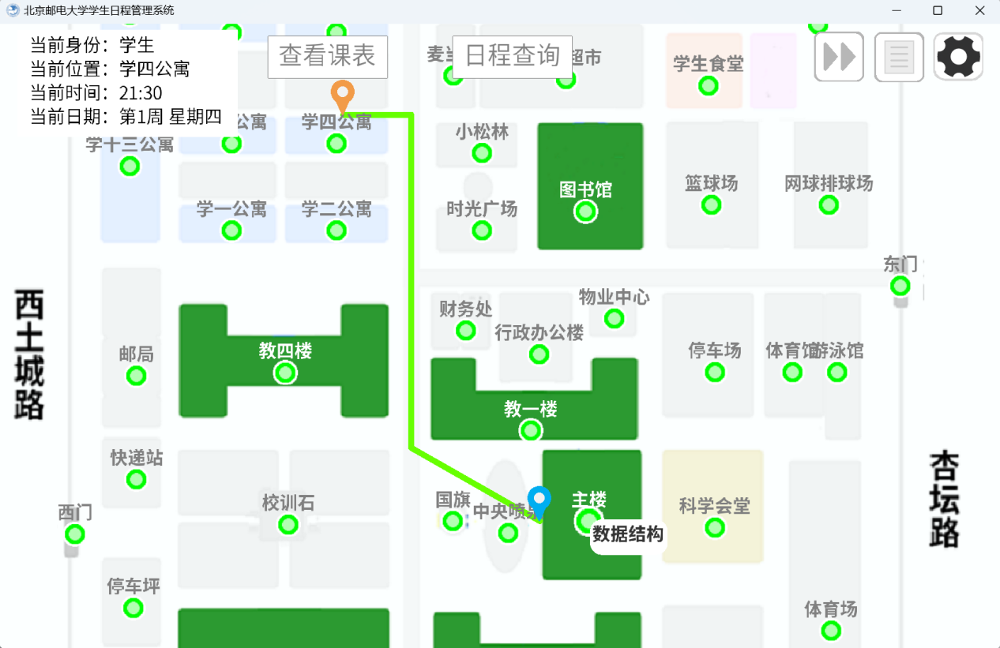 北京邮电大学学生日程管理系统
当前身份：学生
当前位置：学四公寓
当前时间：21:30
当前日期：第1周 星期四
查看课表
日程查询
超市
学生食堂
公寓
学四公寓
学十三公寓
小松林
图书馆
篮球场
网球排球场
学一公寓
学二公寓
时光广场
东门
西土城路
财务处
物业中心
行政办公楼
邮局
教四楼
停车场
体育馆
游泳馆
教一楼
快递站
杏坛路
西门
校训石
国旗
中央喷泉
主楼
数据结构
科学会堂
停车坪
体育场